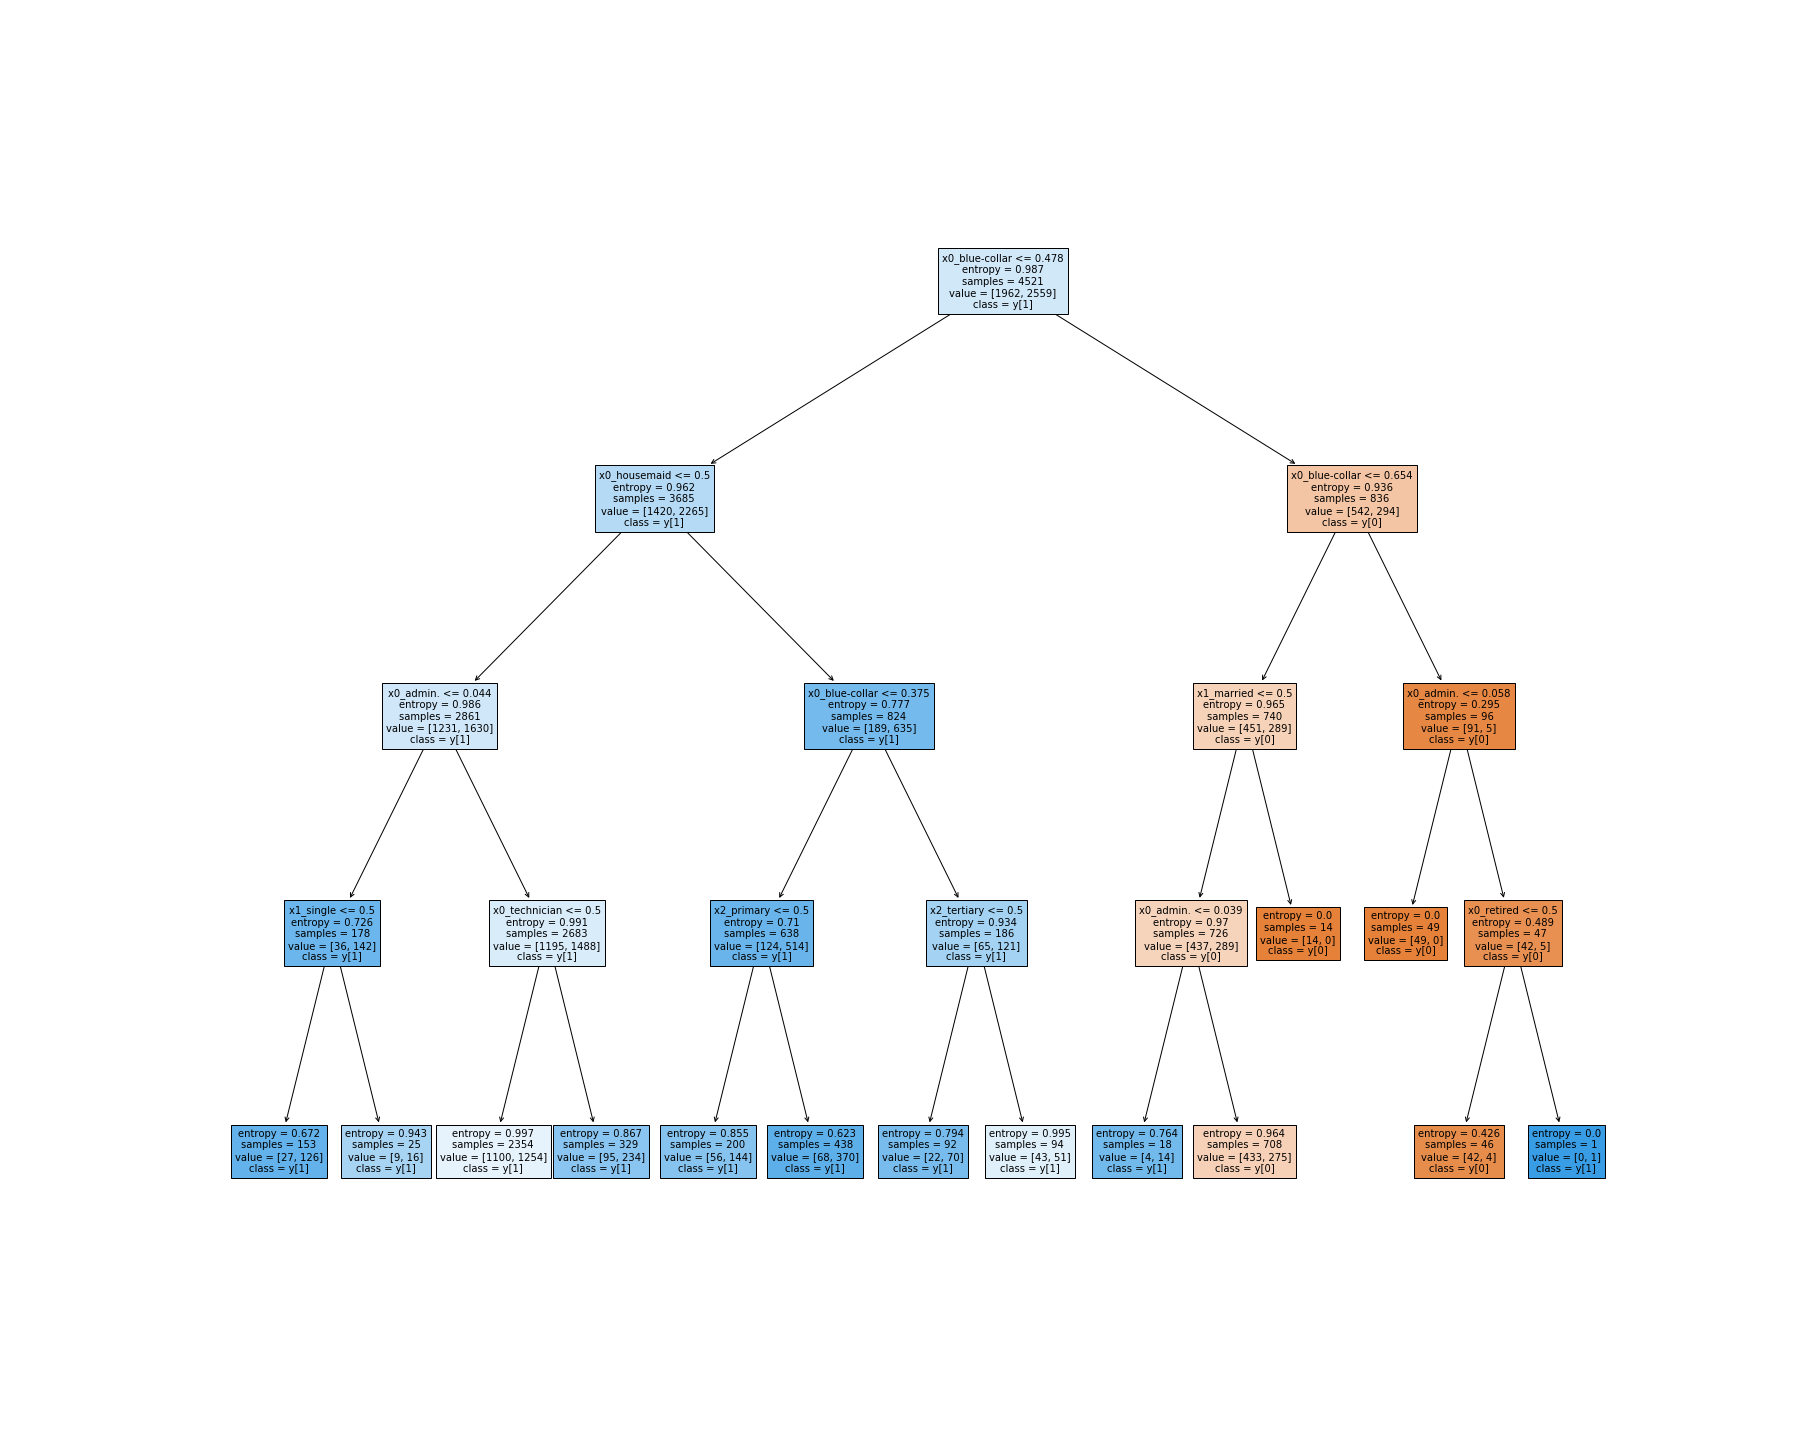 x0_blue-collar <= 0.478
entropy = 0.987
samples = 4521
value = [1962, 2559]
class = y[1]
x0_housemaid <= 0.5
entropy = 0.962
samples = 3685
value = [1420, 2265]
class = y[1]
x0_blue-collar <= 0.654
entropy = 0.936
samples = 836
value = [542, 294]
class = y[0]
x0_admin. <= 0.044
entropy = 0.986
samples = 2861
value = [1231, 1630]
class = y[1]
x0_blue-collar <= 0.375
entropy = 0.777
samples = 824
value = [189, 635]
class = y[1]
x1_married <= 0.5
entropy = 0.965
samples = 740
value = [451, 289]
class = y[0]
x0_admin. <= 0.058
entropy = 0.295
samples = 96
value = [91, 5]
class = y[0]
x1_single <= 0.5
entropy = 0.726
samples = 178
value = [36, 142]
class = y[1]
x0_technician <= 0.5
entropy = 0.991
samples = 2683
value = [1195, 1488]
class = y[1]
x2_primary <= 0.5
entropy = 0.71
samples = 638
value = [124, 514]
class = y[1]
x2_tertiary <= 0.5
entropy = 0.934
samples = 186
value = [65, 121]
class = y[1]
x0_admin. <= 0.039
entropy = 0.97
samples = 726
value = [437, 289]
class = y[0]
entropy = 0.0
samples = 14
value = [14, 0]
class = y[0]
entropy = 0.0
samples = 49
value = [49, 0]
class = y[0]
x0_retired <= 0.5
entropy = 0.489
samples = 47
value = [42, 5]
class = y[0]
entropy = 0.672
samples = 153
value = [27, 126]
class = y[1]
entropy = 0.943
samples = 25
value = [9, 16]
class = y[1]
entropy = 0.997
samples = 2354
value = [1100, 1254]
class = y[1]
entropy = 0.867
samples = 329
value = [95, 234]
class = y[1]
entropy = 0.855
samples = 200
value = [56, 144]
class = y[1]
entropy = 0.623
samples = 438
value = [68, 370]
class = y[1]
entropy = 0.794
samples = 92
value = [22, 70]
class = y[1]
entropy = 0.995
samples = 94
value = [43, 51]
class = y[1]
entropy = 0.764
samples = 18
value = [4, 14]
class = y[1]
entropy = 0.964
samples = 708
value = [433, 275]
class = y[0]
entropy = 0.426
samples = 46
value = [42, 4]
class = y[0]
entropy = 0.0
samples = 1
value = [0, 1]
class = y[1]